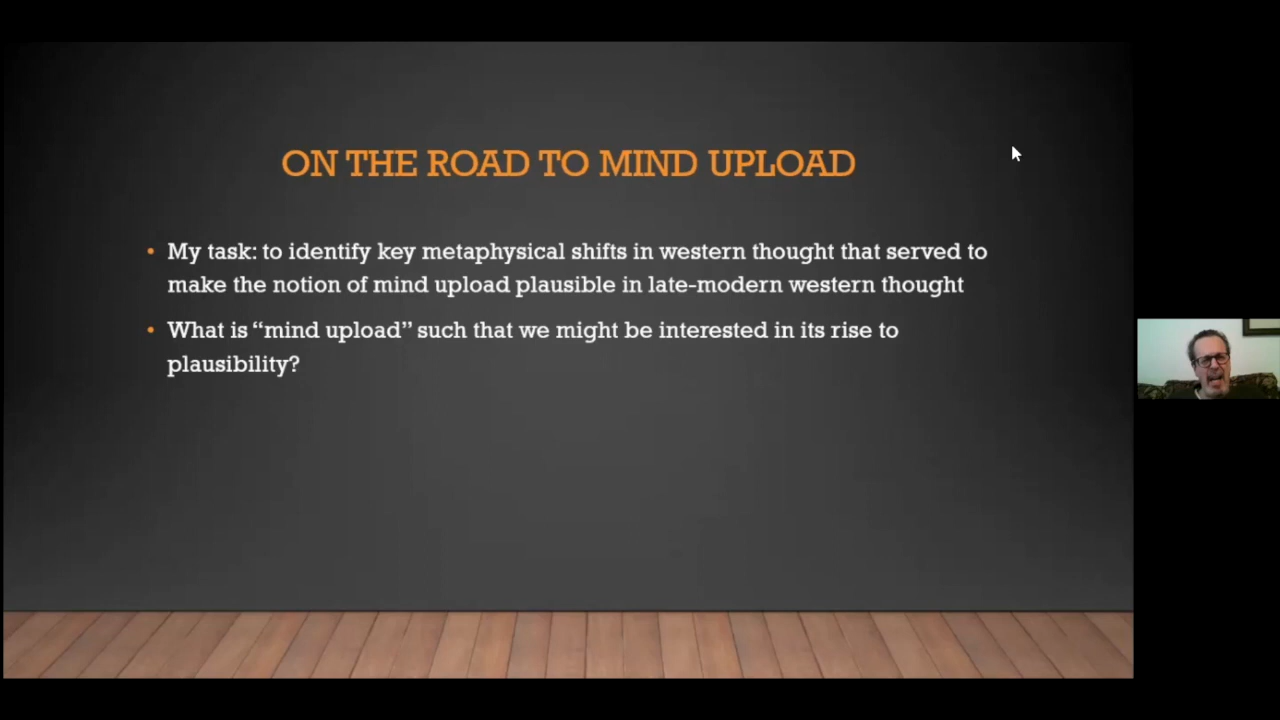 ON THE ROAD TO MIND UPLOAD
• My task: to identify key metaphysical shifts in western thought that served to
make the notion of mind upload plausible in late-modern western thought
• What is “mind upload” such that we might be interested in its rise to
plausibility?